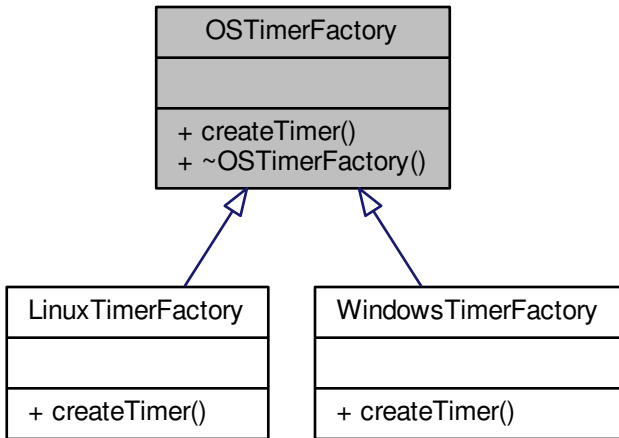 OSTimerFactory
+ createTimer()
+ ~OSTimerFactory()
LinuxTimerFactory
+ createTimer()
WindowsTimerFactory
+ createTimer()